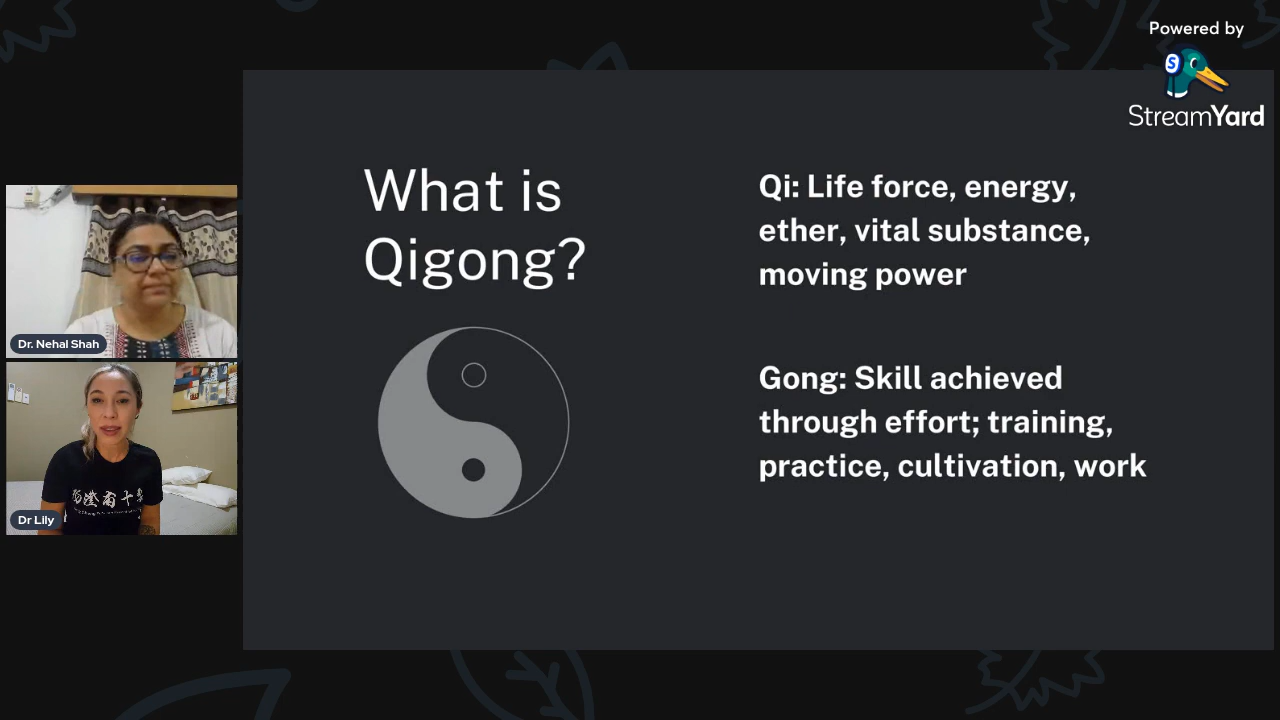 Powered by
S
StreamYard
What is
Qigong?
Qi: Life force, energy,
ether, vital substance,
moving power
Gong: Skill achieved
through effort; training,
practice, cultivation, work
Dr. Nehal Shah
Dr Lily